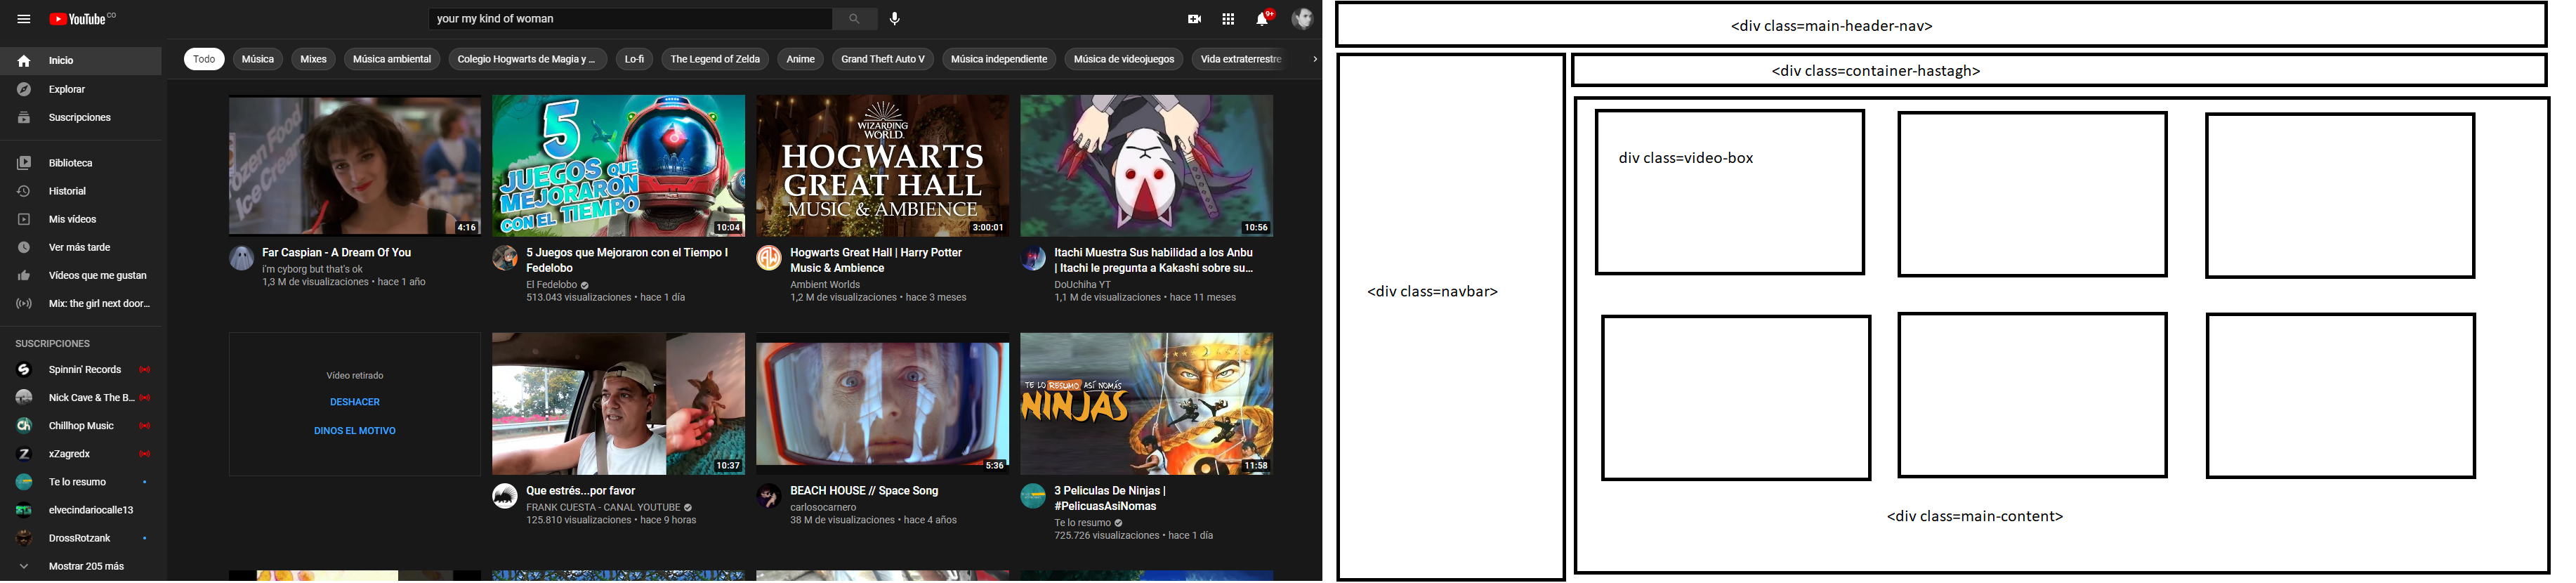 YouTube CO
your my kind of woman
9+
Inicio
Explorar
Suscripciones
Biblioteca
Historial
Mis vídeos
Ver más tarde
Vídeos que me gustan
Mix: the girl next door...
SUSCRIPCIONES
Spinnin' Records
Nick Cave & The B...
Chillhop Music
xZagredx
Te lo resumo
elvecindariocalle13
DrossRotzank
Mostrar 205 más
Todo
Música
Mixes
Música ambiental
Colegio Hogwarts de Magia y ...
Lo-fi
The Legend of Zelda
Anime
Grand Theft Auto V
Música independiente
Música de videojuegos
Vida extraterrestre
ozen Food
Ice Crea
4:16
Far Caspian - A Dream Of You
i'm cyborg but that's ok
1,3 M de visualizaciones • hace 1 año
5
JUEGOS QUE
MEJORARON
CON EL TIEMPO
10:04
5 Juegos que Mejoraron con el Tiempo I
Fedelobo
El Fedelobo
513.043 visualizaciones • hace 1 día
WIZARDING
WORLD
HOGWARTS
GREAT HALL
MUSIC & AMBIENCE
3:00:01
Hogwarts Great Hall | Harry Potter
Music & Ambience
Ambient Worlds
1,2 M de visualizaciones • hace 3 meses
10:56
Itachi Muestra Sus habilidad a los Anbu
| Itachi le pregunta a Kakashi sobre su...
DoUchiha YT
1,1 M de visualizaciones • hace 11 meses
Vídeo retirado
DESHACER
DINOS EL MOTIVO
10:37
Que estrés...por favor
FRANK CUESTA - CANAL YOUTUBE
125.810 visualizaciones • hace 9 horas
5:36
BEACH HOUSE // Space Song
carlosocarnero
38 M de visualizaciones • hace 4 años
TE LO RESUMO ASÍ NOMÁS
NINJAS
11:58
3 Peliculas De Ninjas |
#PelicuasAsiNomas
Te lo resumo
725.726 visualizaciones • hace 1 día
<div class=main-header-nav>
<div class=container-hastagh>
<div class=navbar>
div class=video-box
<div class=main-content>